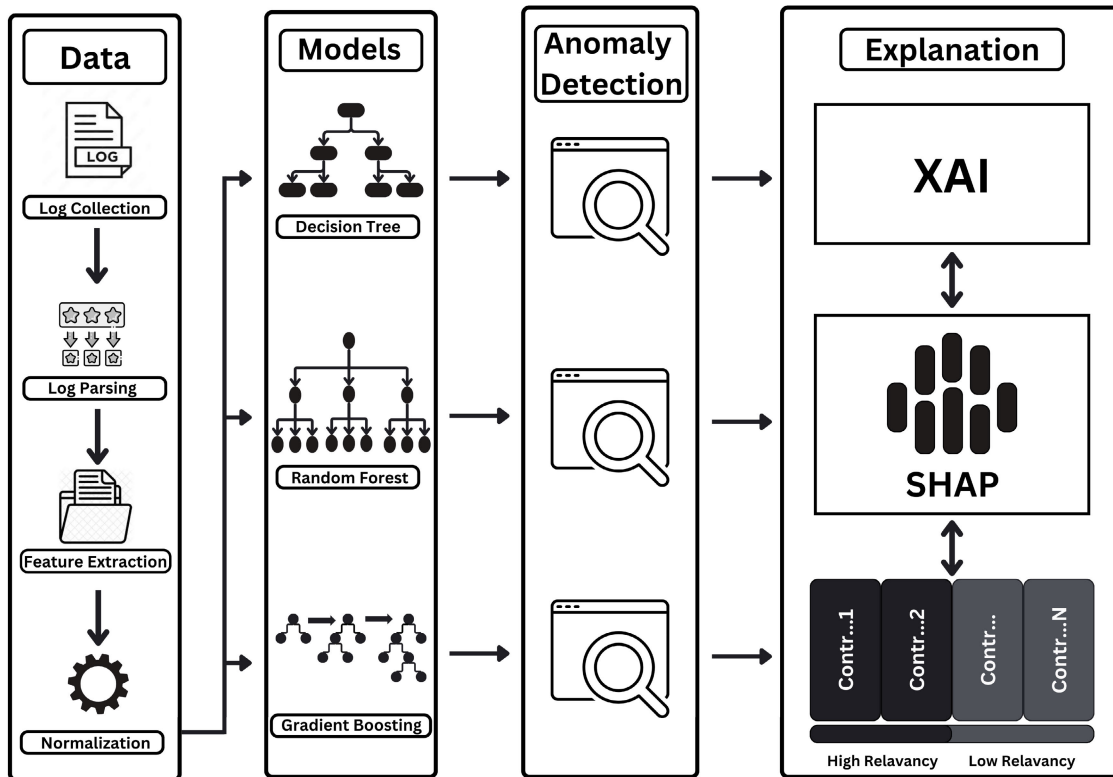 Data
LOG
Log Collection
Log Parsing
Feature Extraction
Normalization
Models
Decision Tree
Random Forest
Gradient Boosting
Anomaly
Detection
Explanation
XAI
SHAP
Contr...1
Contr...2
Contr...
Contr...N
High Relavancy
Low Relavancy